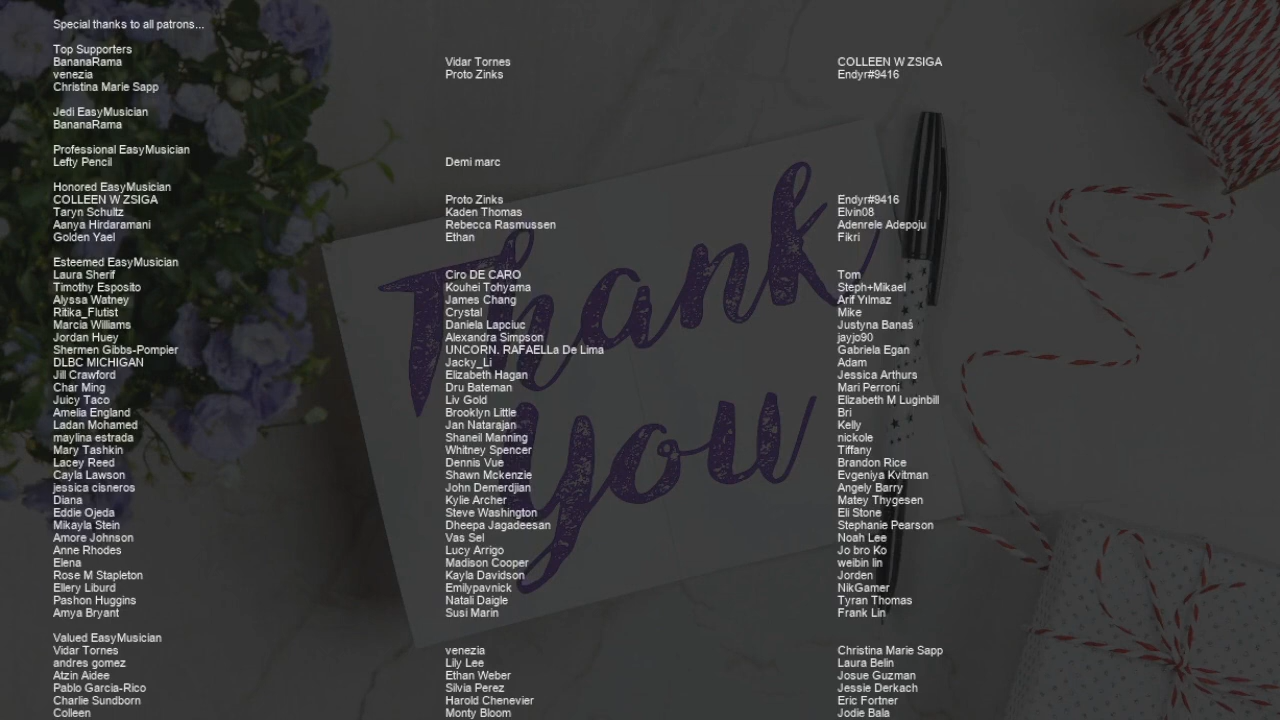 Special thanks to all patrons...
Top Supporters
BananaRama Vidar Tornes COLLEEN W ZSIGA
venezia Proto Zinks Endyr#9416
Christina Marie Sapp
Jedi EasyMusician
BananaRama
Professional EasyMusician
Lefty Pencil Demi marc
Honored EasyMusician
COLLEEN W ZSIGA Proto Zinks Endyr#9416
Taryn Schultz Kaden Thomas Elvin08
Aanya Hirdaramani Rebecca Rasmussen Adenrele Adepoju
Golden Yael Ethan Fikri
Esteemed EasyMusician
Laura Sherif Ciro DE CARO Tom
Timothy Esposito Kouhei Tohyama Steph+Mikael
Alyssa Watney James Chang Arif Yılmaz
Ritika_Flutist Crystal Mike
Marcia Williams Daniela Lapciuc Justyna Banaś
Jordan Huey Alexandra Simpson jayjo90
Shermen Gibbs-Pompler UNCORN. RAFAELLa De Lima Gabriela Egan
DLBC MICHIGAN Jacky_Li Adam
Jill Crawford Elizabeth Hagan Jessica Arthurs
Char Ming Dru Bateman Mari Perroni
Juicy Taco Liv Gold Elizabeth M Luginbill
Amelia England Brooklyn Little Bri
Ladan Mohamed Jan Natarajan Kelly
maylina estrada Shaneil Manning nickole
Mary Tashkin Whitney Spencer Tiffany
Lacey Reed Dennis Vue Brandon Rice
Cayla Lawson Shawn Mckenzie Evgeniya Kvitman
jessica cisneros John Demerdjian Angely Barry
Diana Kylie Archer Matey Thygesen
Eddie Ojeda Steve Washington Eli Stone
Mikayla Stein Dheepa Jagadeesan Stephanie Pearson
Amore Johnson Vas Sel Noah Lee
Anne Rhodes Lucy Arrigo Jo bro Ko
Elena Madison Cooper weibin lin
Rose M Stapleton Kayla Davidson Jorden
Ellery Liburd Emilypavnick NikGamer
Pashon Huggins Natali Daigle Tyran Thomas
Amya Bryant Susi Marin Frank Lin
Valued EasyMusician
Vidar Tornes venezia Christina Marie Sapp
andres gomez Lily Lee Laura Belin
Atzin Aidee Ethan Weber Josue Guzman
Pablo Garcia-Rico Silvia Perez Jessie Derkach
Charlie Sundborn Harold Chenevier Eric Fortner
Colleen Monty Bloom Jodie Bala
Thank
you